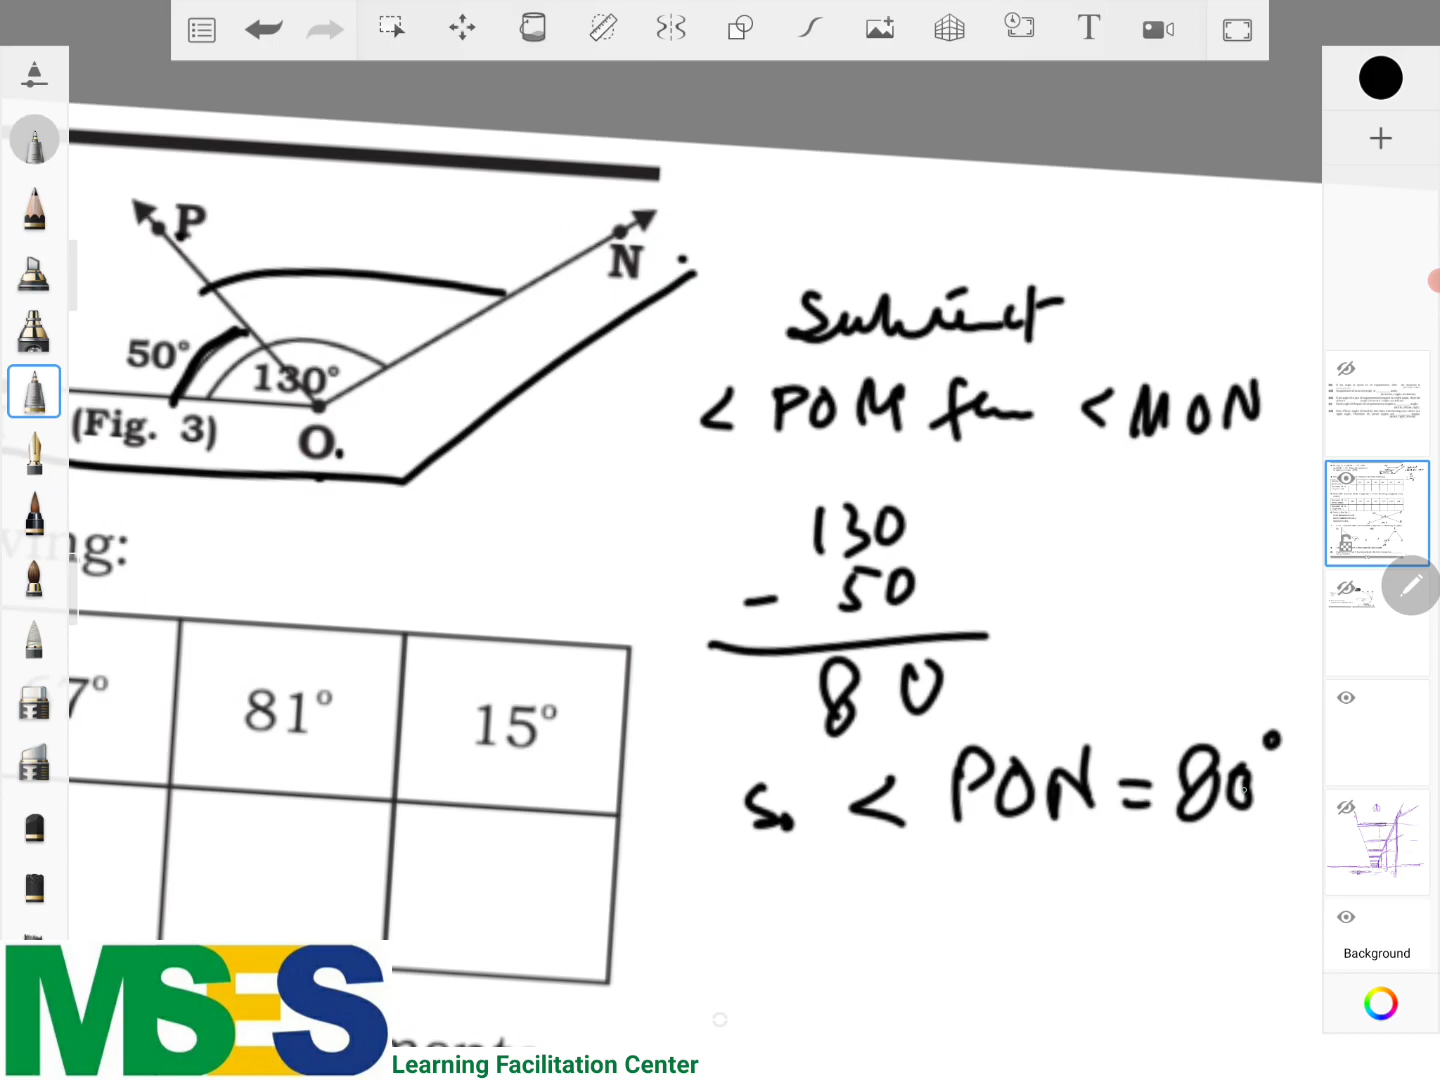 P
N
50°
130°
(Fig. 3)
O.
Subtract
< POM from < MON
130
- 50
80
So < PON = 80°
ving:
7°
81°
15°
T
Background
MSES
Learning Facilitation Center